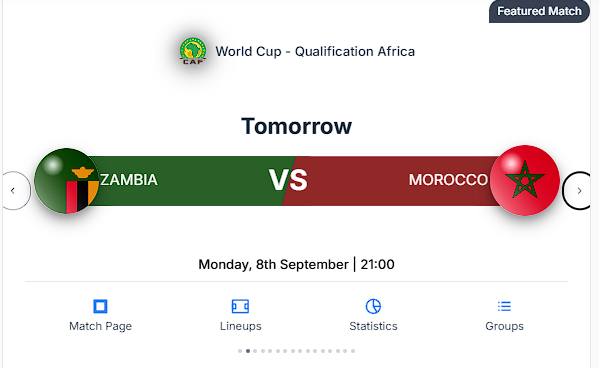 Featured Match
CAF
World Cup - Qualification Africa
Tomorrow
ZAMBIA VS MOROCCO
Monday, 8th September | 21:00
Match Page Lineups Statistics Groups